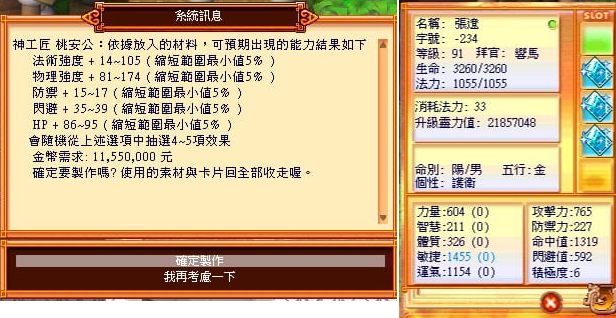 系統訊息
神工匠 桃安公：依據放入的材料，可預期出現的能力結果如下
法術強度 + 14~105 ( 縮短範圍最小值5% )
物理強度 + 81~174 ( 縮短範圍最小值5% )
防禦 + 15~17 ( 縮短範圍最小值5% )
閃避 + 35~39 ( 縮短範圍最小值5% )
HP + 86~95 ( 縮短範圍最小值5% )
會隨機從上述選項中抽選4~5項效果
金幣需求: 11,550,000 元
確定要製作嗎? 使用的素材與卡片回全部收走喔。
確定製作
我再考慮一下
名稱: 張遼
字號: -234
等級: 91 拜官: 響馬
生命: 3260/3260
法力: 1055/1055
消耗法力: 33
升級靈力值: 21857048
命別: 陽/男 五行: 金
個性: 護衛
力量:604 (0)
智慧:211 (0)
體質:326 (0)
敏捷:1455 (0)
運氣:1154 (0)
攻擊力:765
防禦力:227
命中值:1319
閃避值:592
積極度:6
SLOT